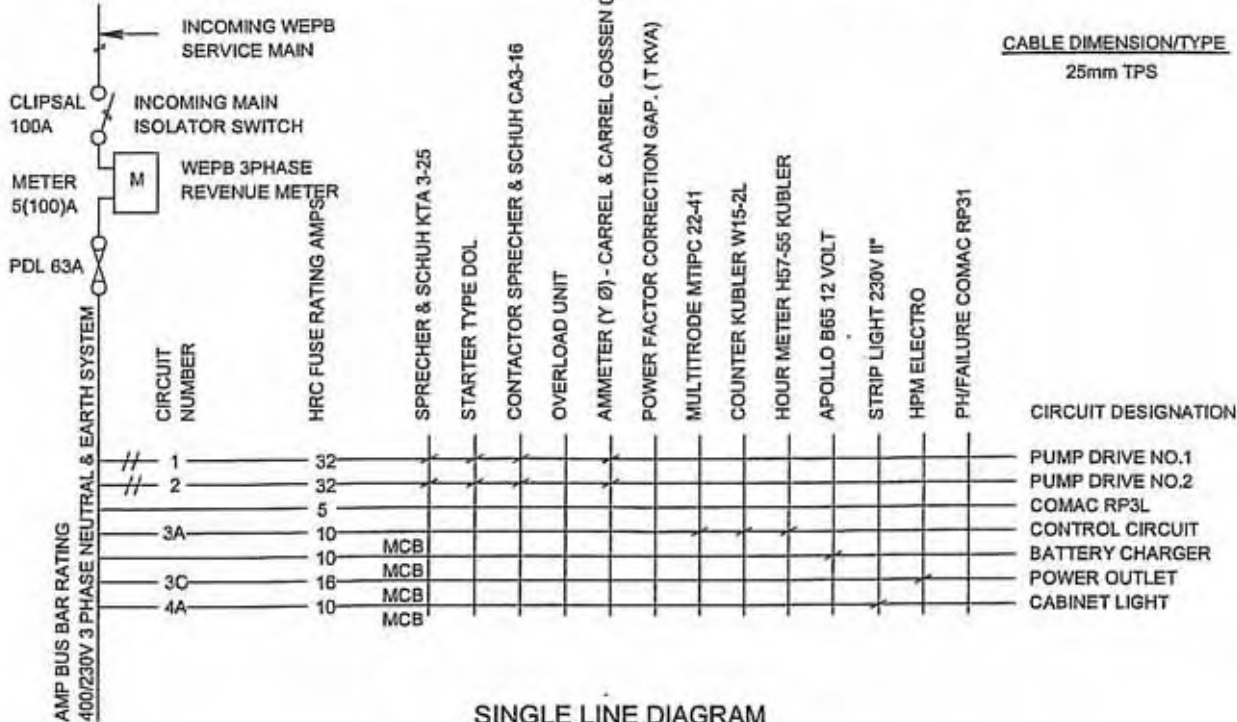 INCOMING WEPB
SERVICE MAIN
CLIPSAL
100A
INCOMING MAIN
ISOLATOR SWITCH
METER
5(100)A
M
WEPB 3PHASE
REVENUE METER
PDL 63A
CABLE DIMENSION/TYPE
25mm TPS
AMP BUS BAR RATING
400/230V 3 PHASE NEUTRAL & EARTH SYSTEM
CIRCUIT
NUMBER
HRC FUSE RATING AMPS
SPRECHER & SCHUH KTA 3-25
STARTER TYPE DOL
CONTACTOR SPRECHER & SCHUH CA3-16
OVERLOAD UNIT
AMMETER (Y Ø) - CARREL & CARREL GOSSEN
POWER FACTOR CORRECTION GAP. ( T KVA)
MULTITRODE MTIPC 22-41
COUNTER KUBLER W15-2L
HOUR METER H57-55 KUBLER
APOLLO B65 12 VOLT
STRIP LIGHT 230V II"
HPM ELECTRO
PH/FAILURE COMAC RP31
CIRCUIT DESIGNATION
1 32 PUMP DRIVE NO.1
2 32 PUMP DRIVE NO.2
5 COMAC RP3L
3A 10 MCB CONTROL CIRCUIT
10 MCB BATTERY CHARGER
3C 16 MCB POWER OUTLET
4A 10 MCB CABINET LIGHT
SINGLE LINE DIAGRAM